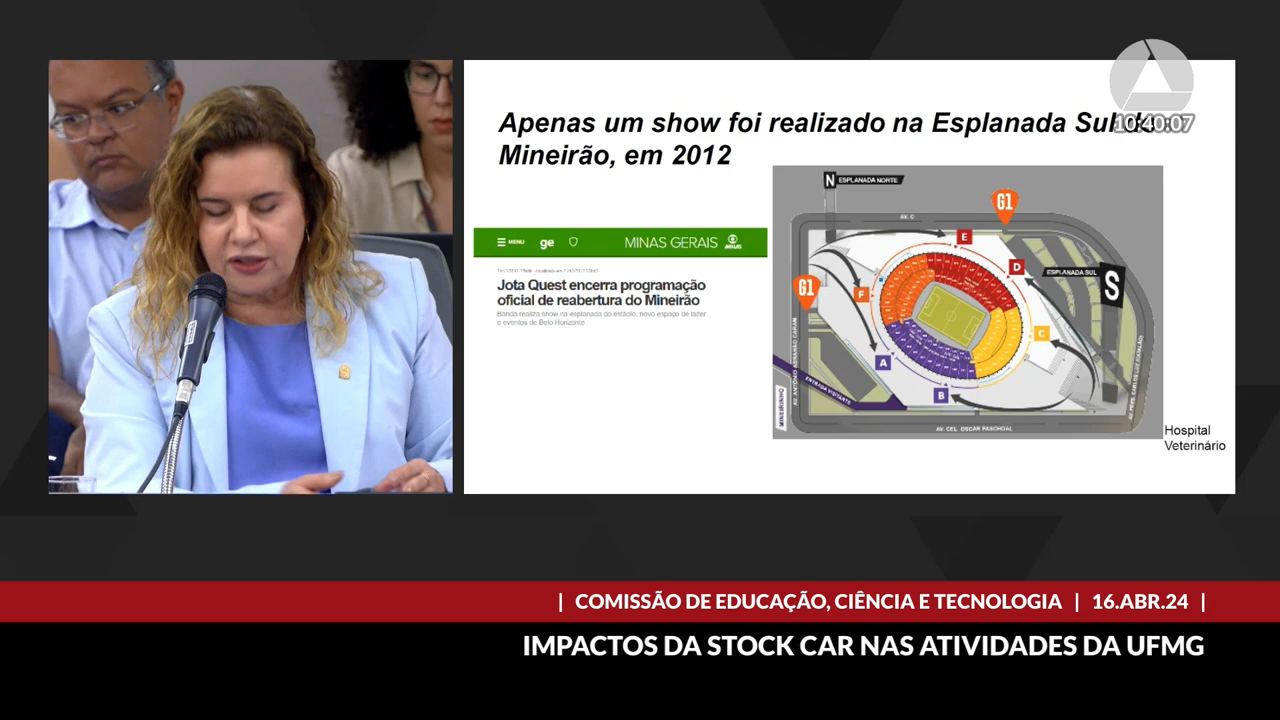 Apenas um show foi realizado na Esplanada Sul do
Mineirão, em 2012
10:40:07
N ESPLANADA NORTE
AV. C
G1
MENU ge MINAS GERAIS
E
D
ESPLANADA SUL S
Jota Quest encerra programação
oficial de reabertura do Mineirão
Banda realiza show na esplanada do estádio, novo espaço de lazer
e eventos de Belo Horizonte
G1
F
C
A
B
ENTRADA VISITANTE
MINEIRINHO
AV. CEL. OSCAR PASCHOAL
Hospital
Veterinário
| COMISSÃO DE EDUCAÇÃO, CIÊNCIA E TECNOLOGIA | 16.ABR.24 |
IMPACTOS DA STOCK CAR NAS ATIVIDADES DA UFMG